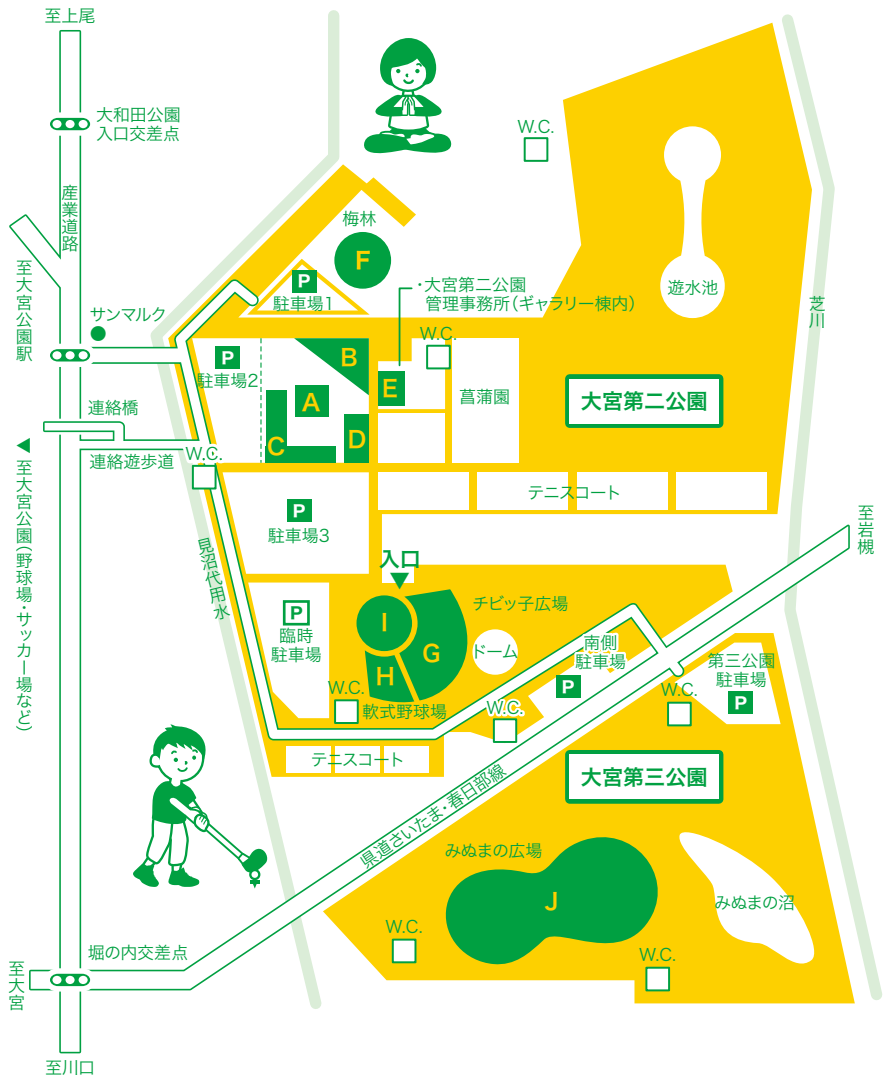 至上尾
大和田公園
入口交差点
産業道路
至大宮公園駅
サンマルク
連絡橋
連絡遊歩道
至大宮公園(野球場・サッカー場など)
W.C.
梅林
F
P
駐車場1
・大宮第二公園
管理事務所(ギャラリー棟内)
W.C.
遊水池
芝川
P
駐車場2
B
A
E
C
D
菖蒲園
大宮第二公園
W.C.
テニスコート
P
駐車場3
見沼代用水
入口
至岩槻
P
臨時
駐車場
I
G
H
チビッ子広場
ドーム
南側
駐車場
P
W.C.
軟式野球場
W.C.
W.C.
第三公園
駐車場
P
テニスコート
大宮第三公園
県道さいたま・春日部線
みぬまの広場
J
みぬまの沼
W.C.
W.C.
堀の内交差点
至大宮
至川口